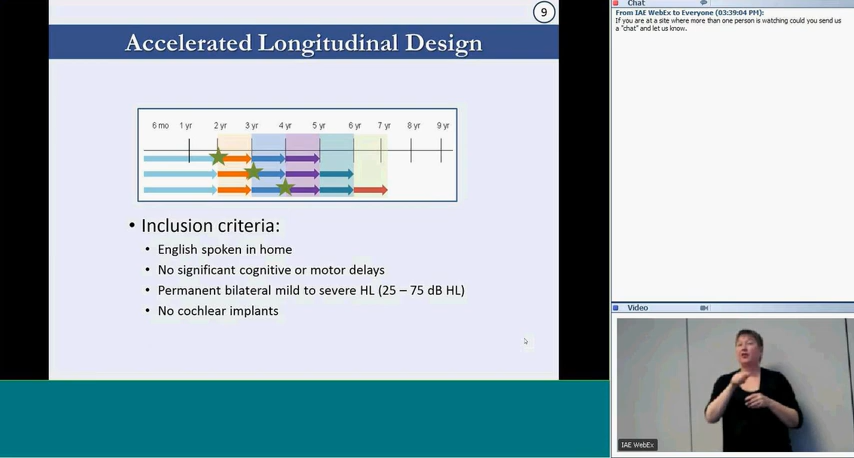 9
Accelerated Longitudinal Design
6 mo 1 yr 2 yr 3 yr 4 yr 5 yr 6 yr 7 yr 8 yr 9 yr
• Inclusion criteria:
• English spoken in home
• No significant cognitive or motor delays
• Permanent bilateral mild to severe HL (25 – 75 dB HL)
• No cochlear implants
Chat
From IAE WebEx to Everyone (03:39:04 PM):
If you are at a site where more than one person is watching could you send us
a "chat" and let us know.
Video
IAE WebEx